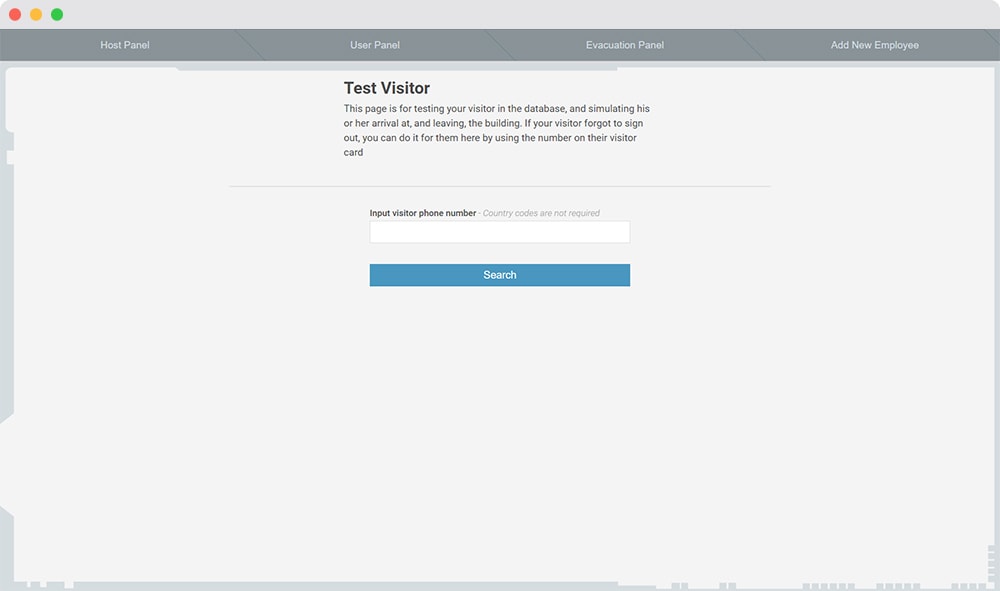 Host Panel
User Panel
Evacuation Panel
Add New Employee
Test Visitor
This page is for testing your visitor in the database, and simulating his
or her arrival at, and leaving, the building. If your visitor forgot to sign
out, you can do it for them here by using the number on their visitor
card
Input visitor phone number - Country codes are not required
Search